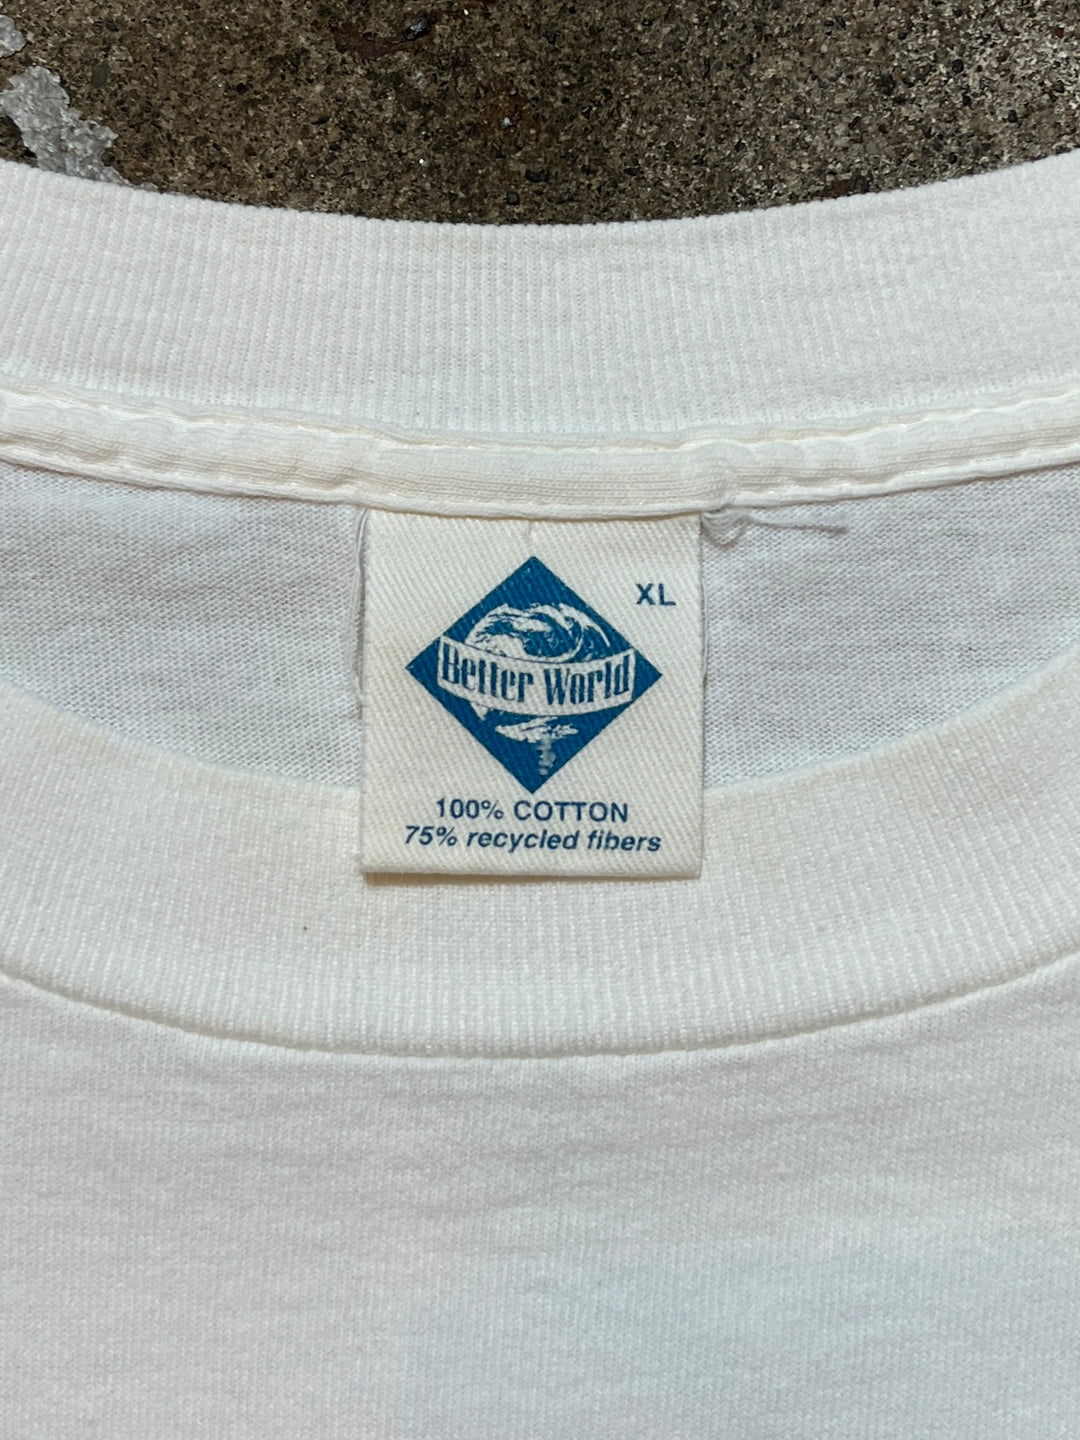 XL
Better World
100% COTTON
75% recycled fibers